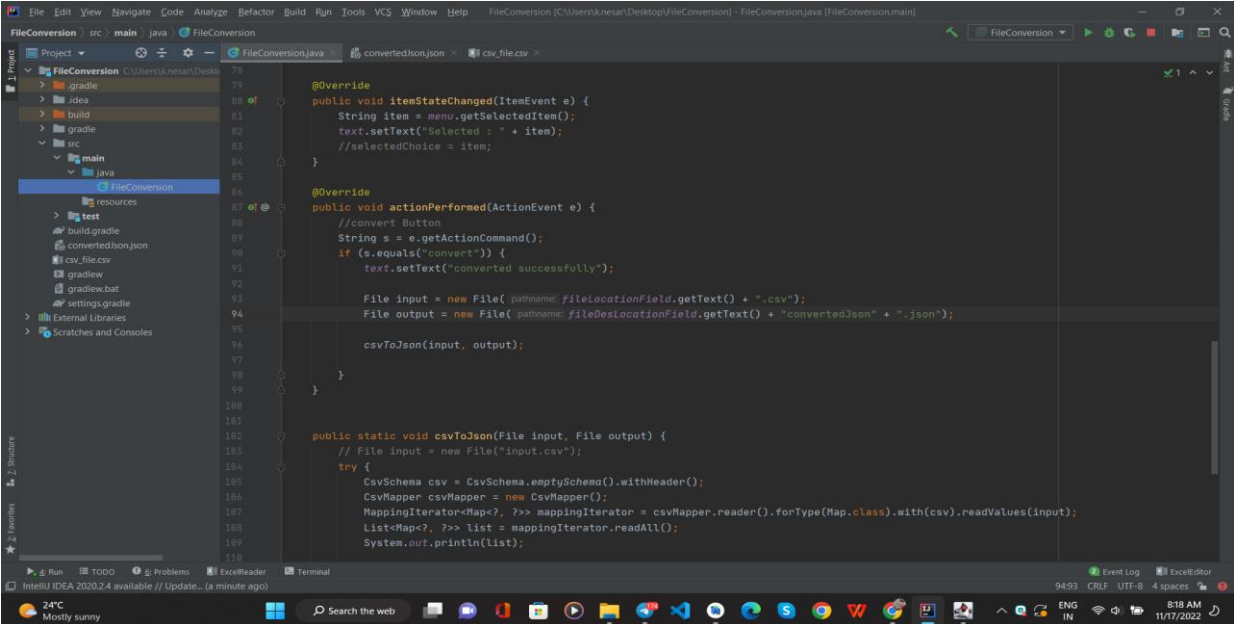 File Edit View Navigate Code Analyze Refactor Build Run Tools VCS Window Help FileConversion [C:\Users\k.nesar\Desktop\FileConversion] - FileConversion.java [FileConversion.main]
FileConversion src main java FileConversion FileConversion
Project FileConversion.java convertedJson.json csv_file.csv
1: Project
Ant
Gradle
FileConversion C:\Users\k.nesar\Deskt
.gradle
.idea
build
gradle
src
main
java
FileConversion
resources
test
build.gradle
convertedJson.json
csv_file.csv
gradlew
gradlew.bat
settings.gradle
External Libraries
Scratches and Consoles
1
78
79 @Override
80 public void itemStateChanged(ItemEvent e) {
81 String item = menu.getSelectedItem();
82 text.setText("Selected : " + item);
83 //selectedChoice = item;
84 }
85
86 @Override
87 @ public void actionPerformed(ActionEvent e) {
88 //convert Button
89 String s = e.getActionCommand();
90 if (s.equals("convert")) {
91 text.setText("converted successfully");
92
93 File input = new File( pathname: fileLocationField.getText() + ".csv");
94 File output = new File( pathname: fileDesLocationField.getText() + "convertedJson" + ".json");
95
96 csvToJson(input, output);
97
98 }
99 }
100
101
102 public static void csvToJson(File input, File output) {
103 // File input = new File("input.csv");
104 try {
105 CsvSchema csv = CsvSchema.emptySchema().withHeader();
106 CsvMapper csvMapper = new CsvMapper();
107 MappingIterator<Map<?, ?>> mappingIterator = csvMapper.reader().forType(Map.class).with(csv).readValues(input);
108 List<Map<?, ?>> list = mappingIterator.readAll();
109 System.out.println(list);
110
7: Structure
2: Favorites
4: Run TODO 6: Problems ExcelReader Terminal 2 Event Log ExcelEditor
IntelliJ IDEA 2020.2.4 available // Update... (a minute ago) 94:93 CRLF UTF-8 4 spaces
24°C
Mostly sunny
Search the web
ENG
IN
8:18 AM
11/17/2022